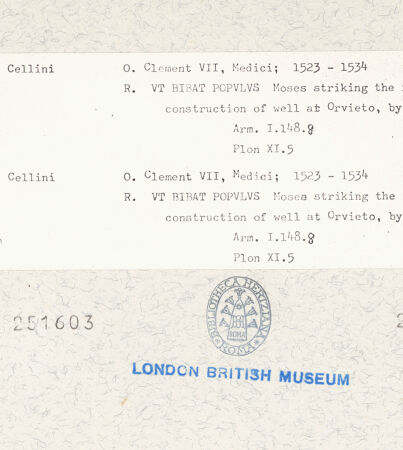 Cellini O. Clement VII, Medici; 1523 - 1534
R. VT BIBAT POPVLVS Moses striking the
construction of well at Orvieto, by
Arm. I.148.8
Plon XI.5
Cellini O. Clement VII, Medici; 1523 - 1534
R. VT BIBAT POPVLVS Moses striking the
construction of well at Orvieto, by
Arm. I.148.8
Plon XI.5
BIBLIOTHECA HERTZIANA
ROMA
ROMA
251603
LONDON BRITISH MUSEUM